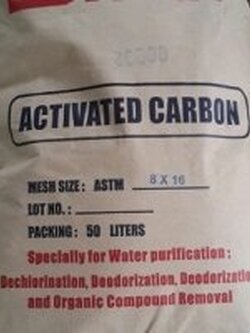 ACTIVATED CARBON
MESH SIZE: ASTM 8 X 16
LOT NO.:
PACKING: 50 LITERS
Specially for Water purification:
Dechlorination, Deodorization, Deodorizatio
and Organic Compound Removal